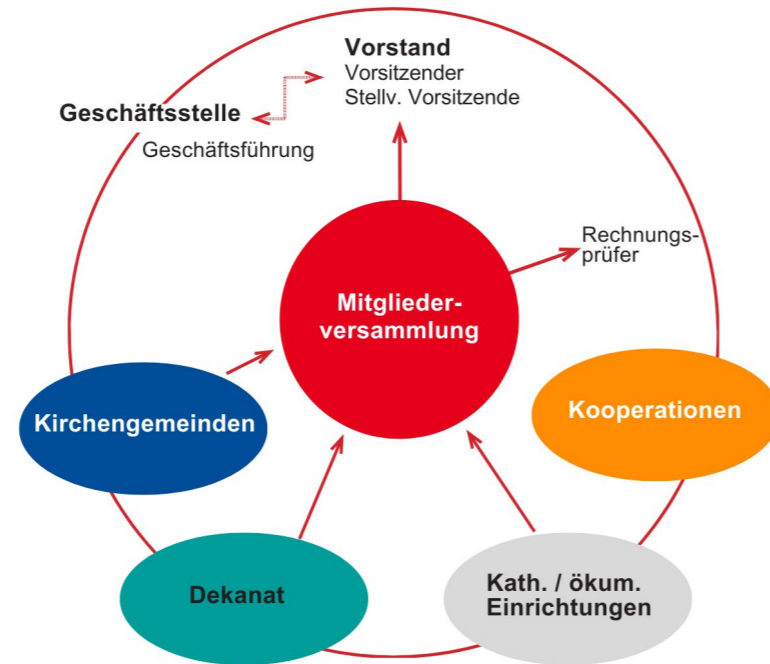 Vorstand
Vorsitzender
Stellv. Vorsitzende
Geschäftsstelle
Geschäftsführung
Rechnungs-
prüfer
Mitglieder-
versammlung
Kirchengemeinden
Kooperationen
Dekanat
Kath. / ökum.
Einrichtungen